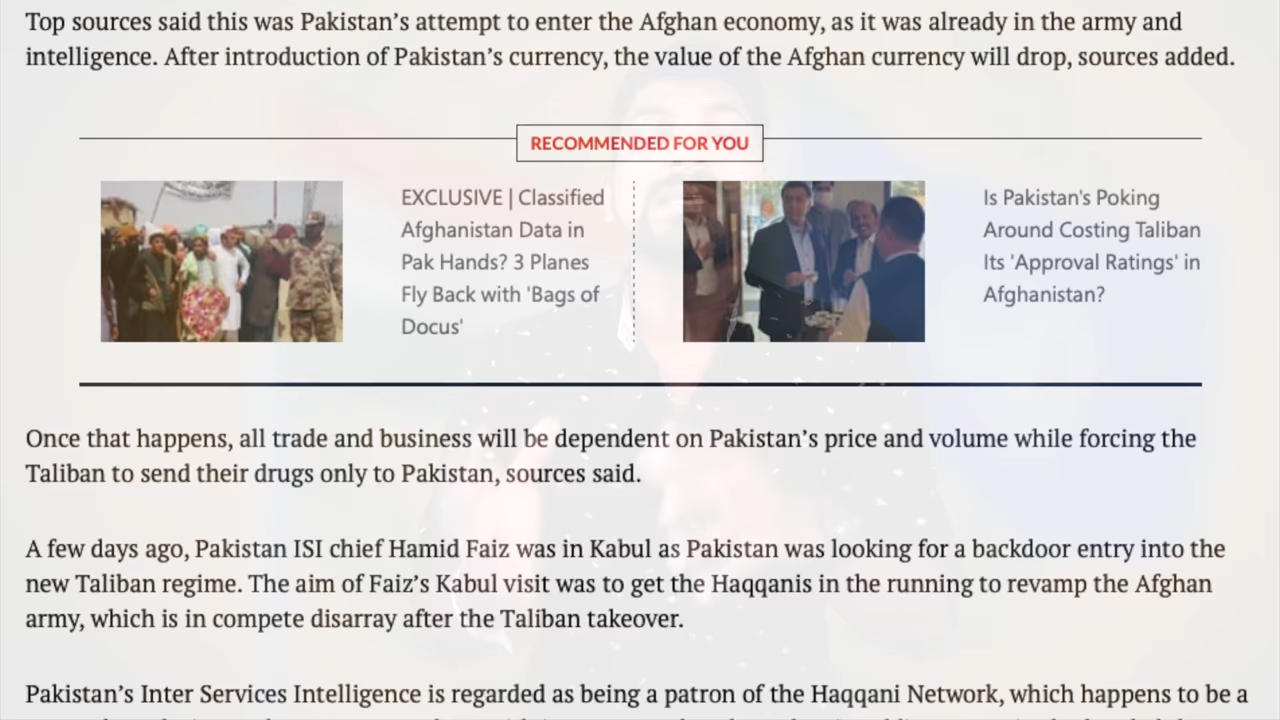 Top sources said this was Pakistan’s attempt to enter the Afghan economy, as it was already in the army and
intelligence. After introduction of Pakistan’s currency, the value of the Afghan currency will drop, sources added.
RECOMMENDED FOR YOU
EXCLUSIVE | Classified
Afghanistan Data in
Pak Hands? 3 Planes
Fly Back with 'Bags of
Docus'
Is Pakistan's Poking
Around Costing Taliban
Its 'Approval Ratings' in
Afghanistan?
Once that happens, all trade and business will be dependent on Pakistan’s price and volume while forcing the
Taliban to send their drugs only to Pakistan, sources said.
A few days ago, Pakistan ISI chief Hamid Faiz was in Kabul as Pakistan was looking for a backdoor entry into the
new Taliban regime. The aim of Faiz’s Kabul visit was to get the Haqqanis in the running to revamp the Afghan
army, which is in compete disarray after the Taliban takeover.
Pakistan’s Inter Services Intelligence is regarded as being a patron of the Haqqani Network, which happens to be a